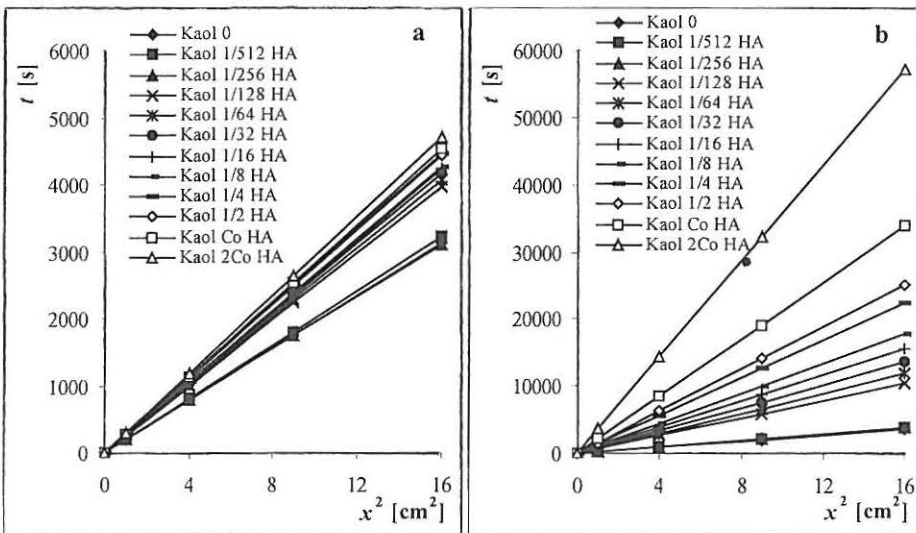 a
t [s]
6000
5000
4000
3000
2000
1000
0
Kaol 0
Kaol 1/512 HA
Kaol 1/256 HA
Kaol 1/128 HA
Kaol 1/64 HA
Kaol 1/32 HA
Kaol 1/16 HA
Kaol 1/8 HA
Kaol 1/4 HA
Kaol 1/2 HA
Kaol Co HA
Kaol 2Co HA
0 4 8 12 16
x² [cm²]
b
t [s]
60000
50000
40000
30000
20000
10000
0
Kaol 0
Kaol 1/512 HA
Kaol 1/256 HA
Kaol 1/128 HA
Kaol 1/64 HA
Kaol 1/32 HA
Kaol 1/16 HA
Kaol 1/8 HA
Kaol 1/4 HA
Kaol 1/2 HA
Kaol Co HA
Kaol 2Co HA
0 4 8 12 16
x² [cm²]